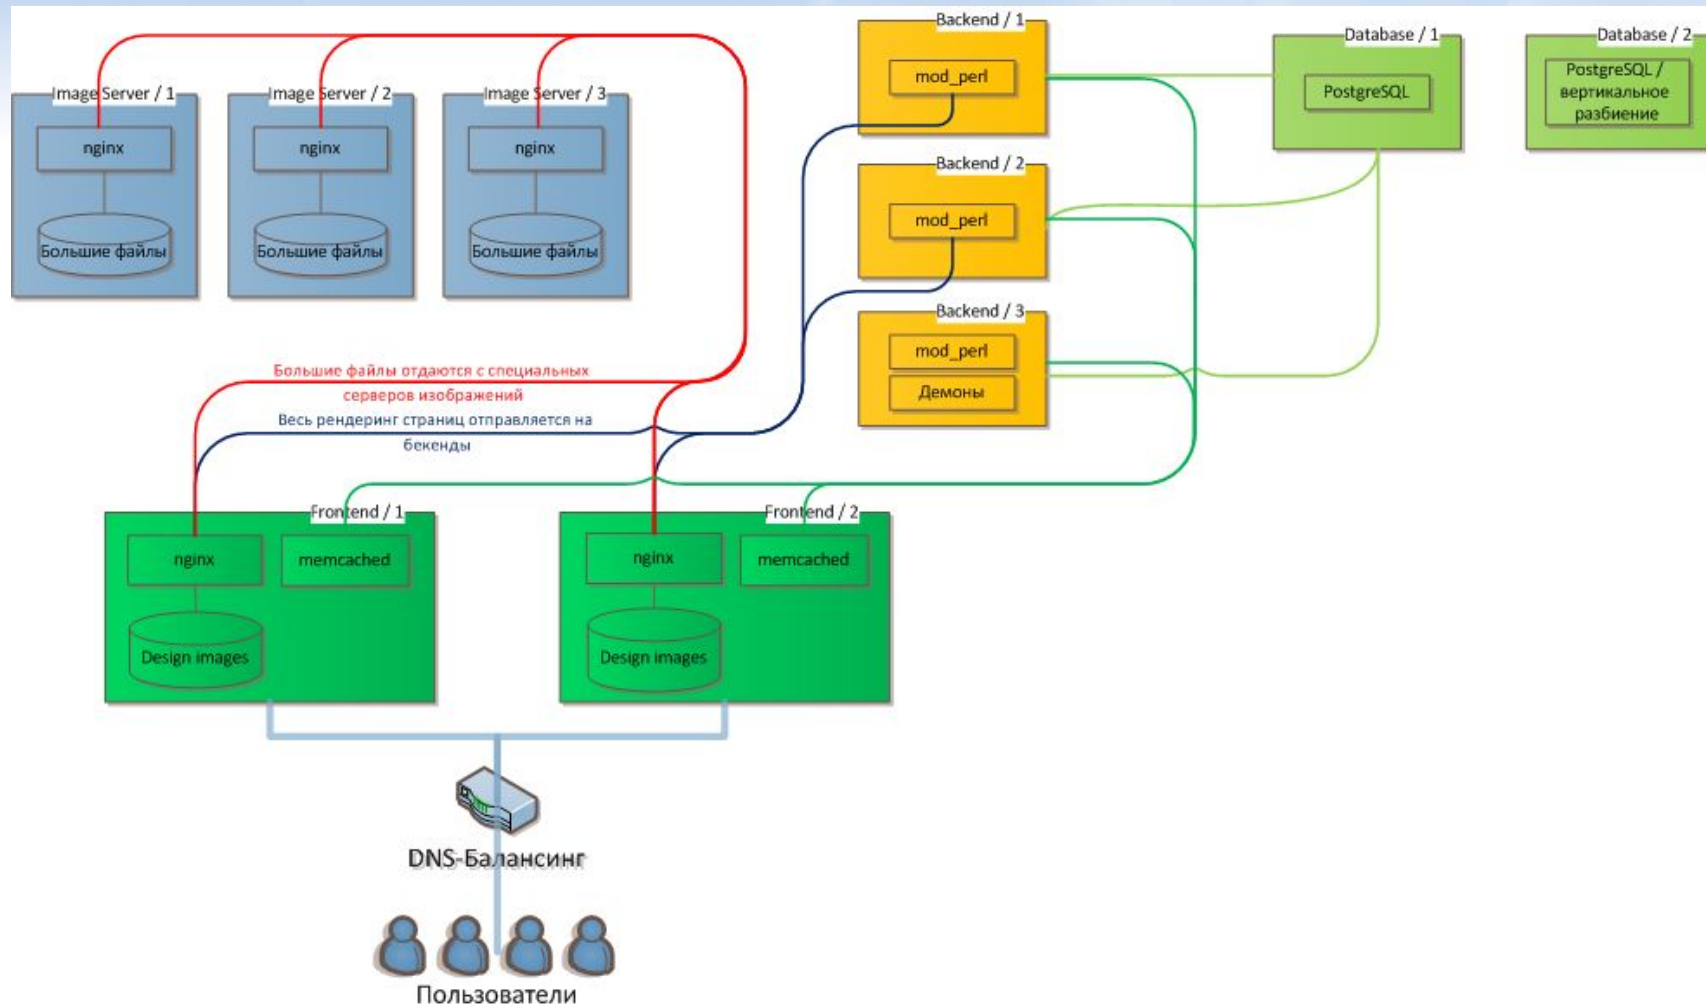 Backend / 1
Database / 1
Database / 2
mod_perl
PostgreSQL
PostgreSQL /
вертикальное
разбиение
Image Server / 1
Image Server / 2
Image Server / 3
nginx
nginx
nginx
Большие файлы
Большие файлы
Большие файлы
Backend / 2
mod_perl
Backend / 3
mod_perl
Демоны
Большие файлы отдаются с специальных
серверов изображений
Весь рендеринг страниц отправляется на
бекенды
Frontend / 1
Frontend / 2
nginx
memcached
nginx
memcached
Design images
Design images
DNS-Балансинг
Пользователи